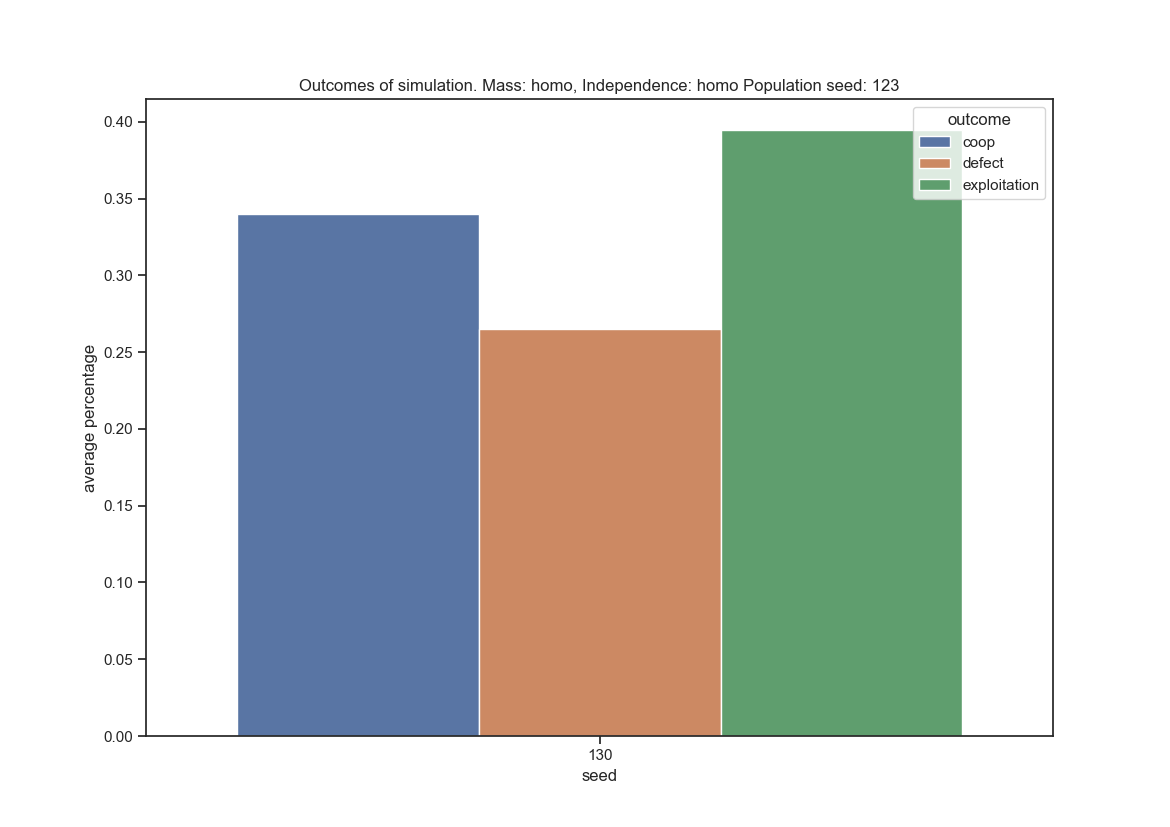 Outcomes of simulation. Mass: homo, Independence: homo Population seed: 123
0.40
0.35
0.30
0.25
0.20
0.15
0.10
0.05
0.00
average percentage
outcome
coop
defect
exploitation
130
seed